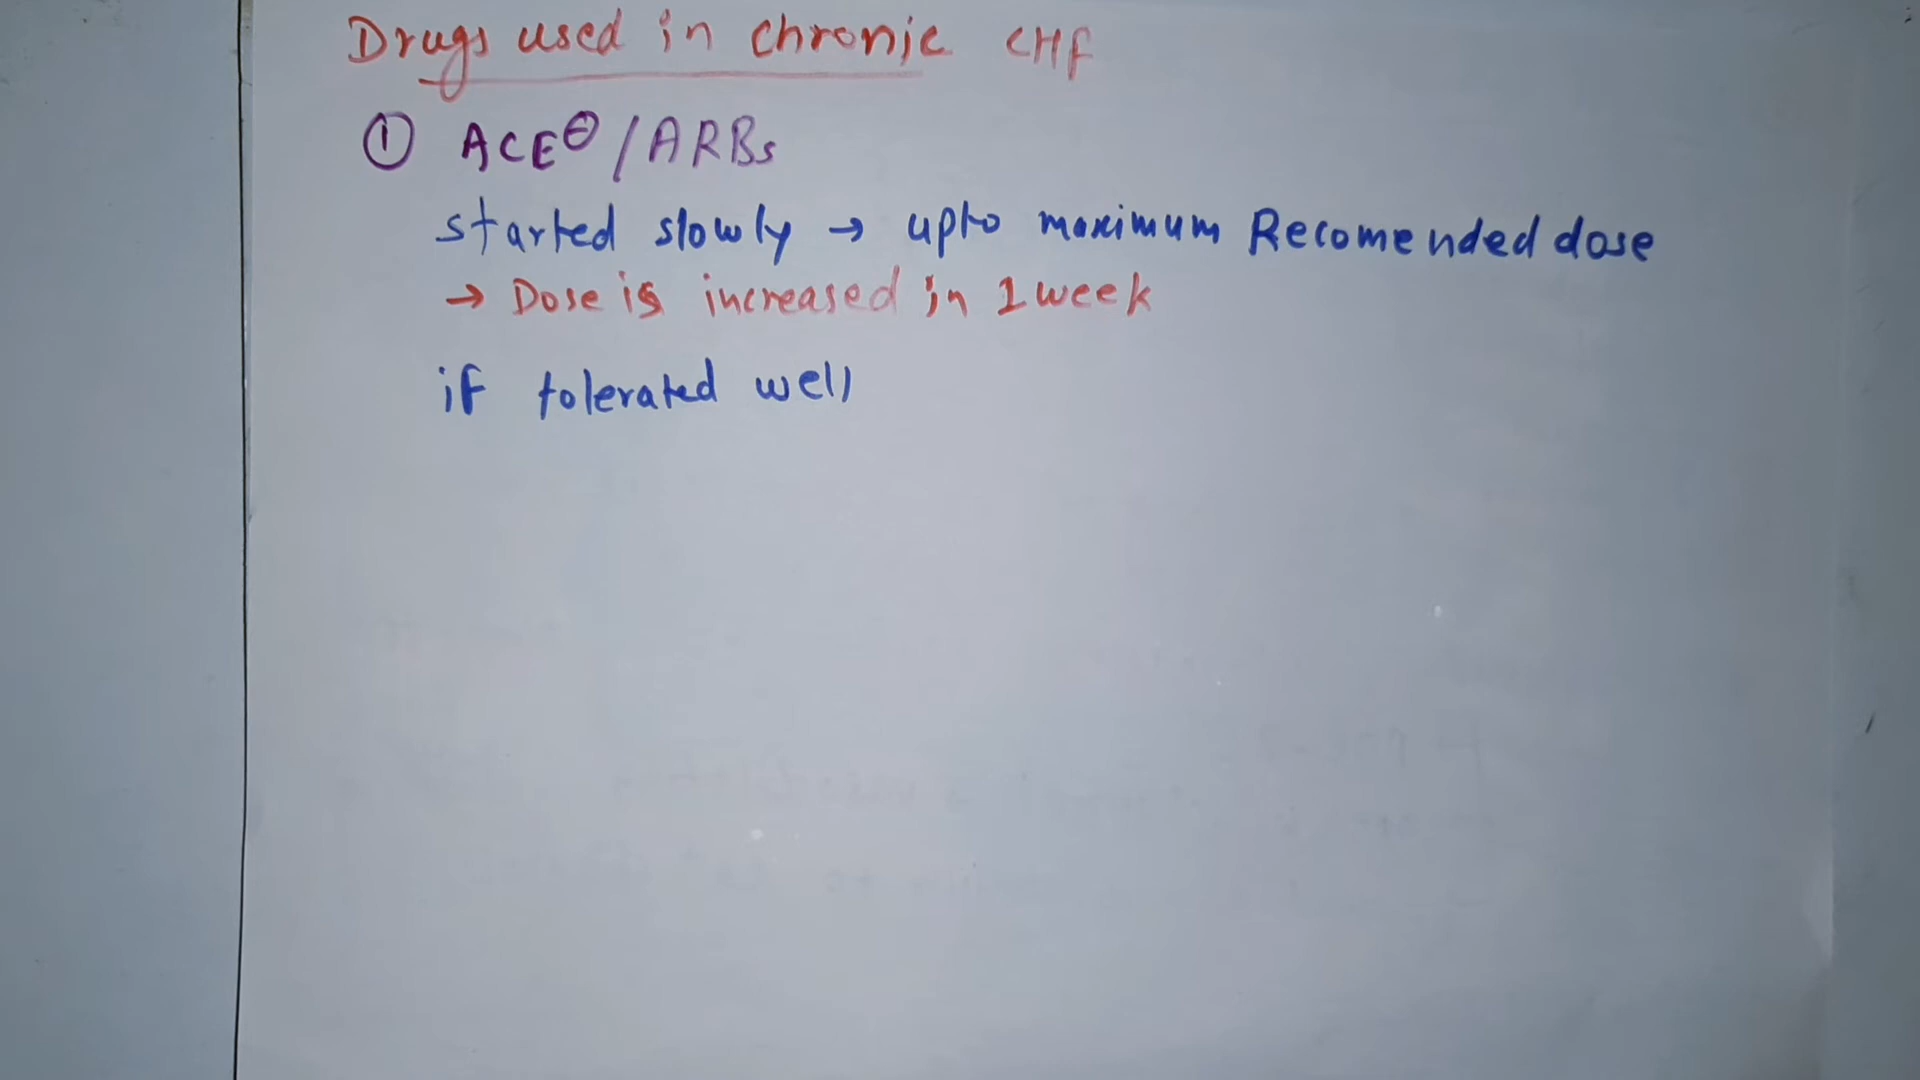 Drugs used in chronic CHF
① ACE⊖/ARBs
started slowly → upto maximum Recomended dose
→ Dose is increased in 1 week
if tolerated well